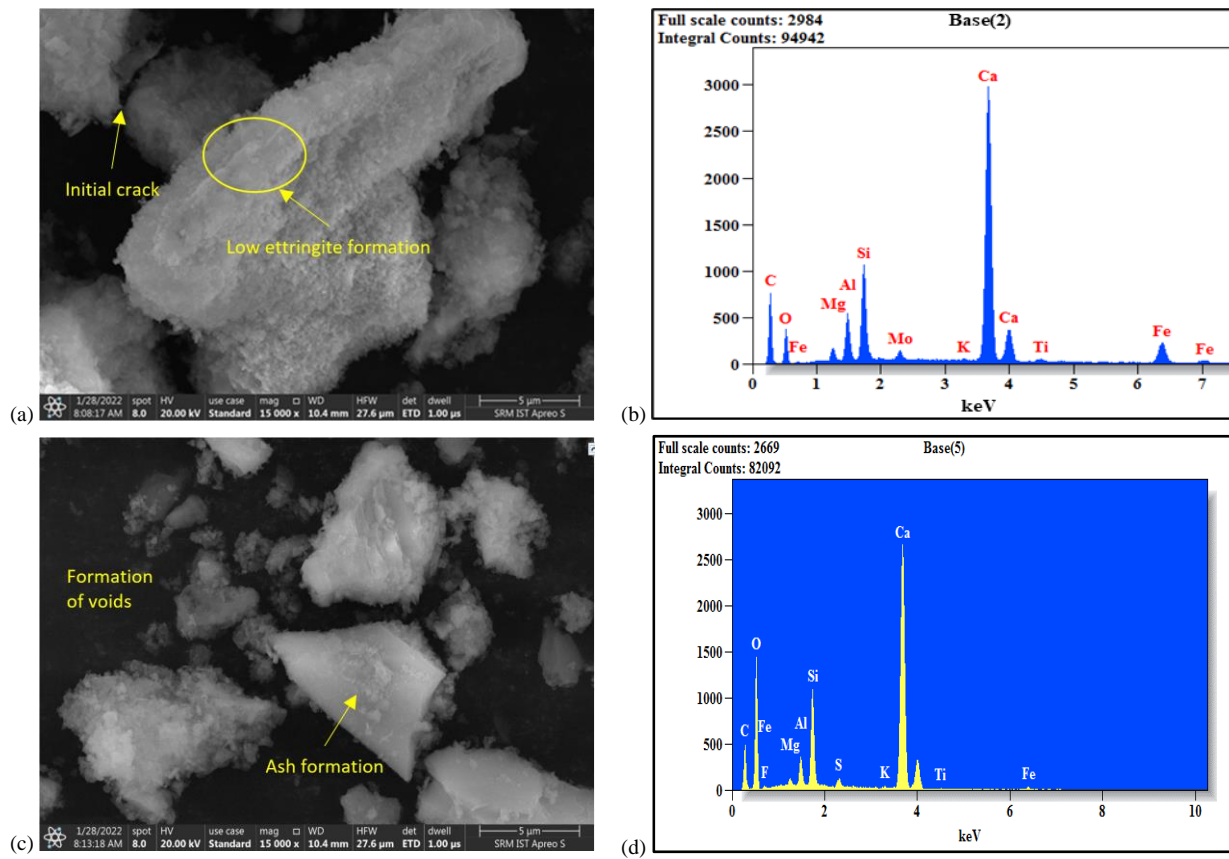 Initial crack
Low ettringite formation
1/28/2022 spot HV use case mag WD HFW det dwell 5 µm
8:08:17 AM 8.0 20.00 kV Standard 15 000 x 10.4 mm 27.6 µm ETD 1.00 µs SRM IST Apreo S
(a)
Full scale counts: 2984 Base(2)
Integral Counts: 94942
3000
2500
2000
1500
1000
500
0
Ca
Si
C
Al
Mg
O
Fe
Mo
K
Ca
Ti
Fe
Fe
0 1 2 3 4 5 6 7
keV
(b)
Formation
of voids
Ash formation
1/28/2022 spot HV use case mag WD HFW det dwell 5 µm
8:13:18 AM 8.0 20.00 kV Standard 15 000 x 10.4 mm 27.6 µm ETD 1.00 µs SRM IST Apreo S
(c)
Full scale counts: 2669 Base(5)
Integral Counts: 82092
3000
2500
2000
1500
1000
500
0
Ca
O
Si
C
Fe
Al
Mg
F
S
K
Ti
Fe
0 2 4 6 8 10
keV
(d)